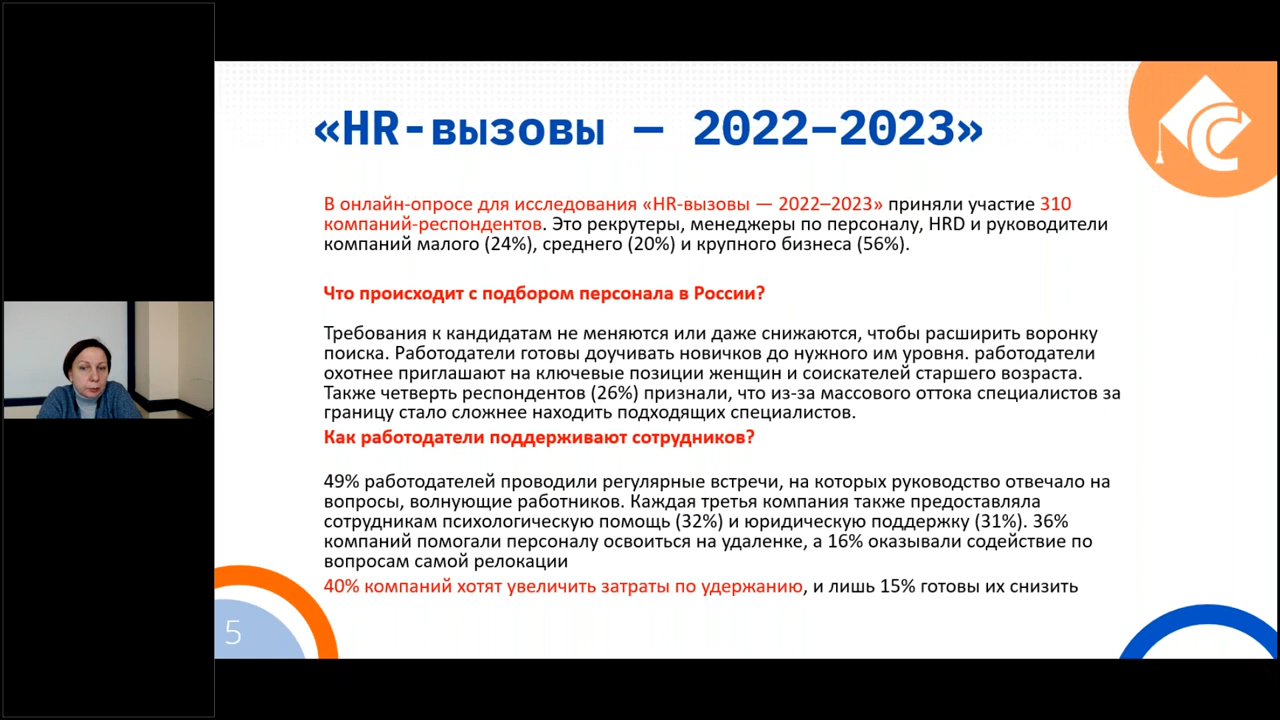 «HR-вызовы — 2022–2023»
В онлайн-опросе для исследования «HR-вызовы — 2022–2023» приняли участие 310
компаний-респондентов. Это рекрутеры, менеджеры по персоналу, HRD и руководители
компаний малого (24%), среднего (20%) и крупного бизнеса (56%).
Что происходит с подбором персонала в России?
Требования к кандидатам не меняются или даже снижаются, чтобы расширить воронку
поиска. Работодатели готовы доучивать новичков до нужного им уровня. работодатели
охотнее приглашают на ключевые позиции женщин и соискателей старшего возраста.
Также четверть респондентов (26%) признали, что из-за массового оттока специалистов за
границу стало сложнее находить подходящих специалистов.
Как работодатели поддерживают сотрудников?
49% работодателей проводили регулярные встречи, на которых руководство отвечало на
вопросы, волнующие работников. Каждая третья компания также предоставляла
сотрудникам психологическую помощь (32%) и юридическую поддержку (31%). 36%
компаний помогали персоналу освоиться на удаленке, а 16% оказывали содействие по
вопросам самой релокации
40% компаний хотят увеличить затраты по удержанию, и лишь 15% готовы их снизить
5